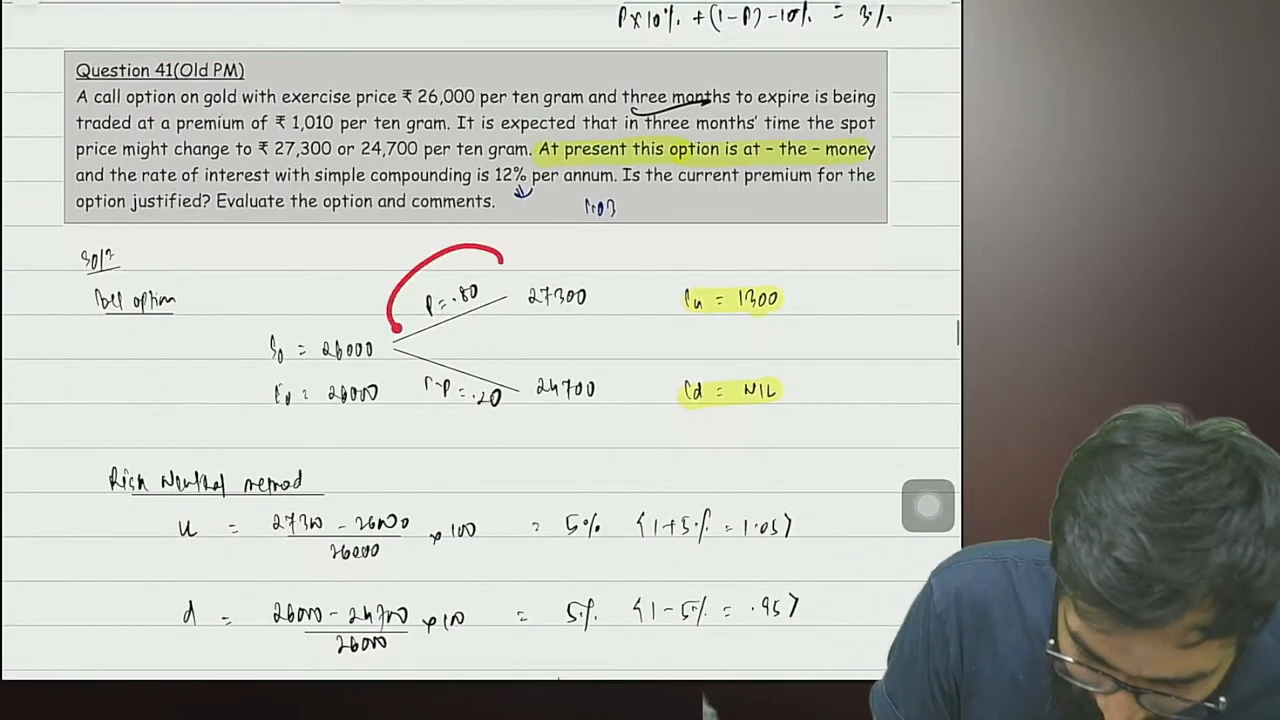 P×10% + (1-P) -10% = 3%
Question 41(Old PM)
A call option on gold with exercise price ₹ 26,000 per ten gram and three months to expire is being
traded at a premium of ₹ 1,010 per ten gram. It is expected that in three months' time the spot
price might change to ₹ 27,300 or 24,700 per ten gram. At present this option is at – the – money
and the rate of interest with simple compounding is 12% per annum. Is the current premium for the
option justified? Evaluate the option and comments.
1.03
Soln
Call option
P = .80 27300 Cu = 1300
S0 = 26000
1-P = .20 24700 Cd = NIL
= 26000
Risk Neutral method
u = 27300 - 26000 / 26000 × 100 = 5% {1+5% = 1.05}
d = 26000 - 24700 / 26000 × 100 = 5% {1-5% = .95}